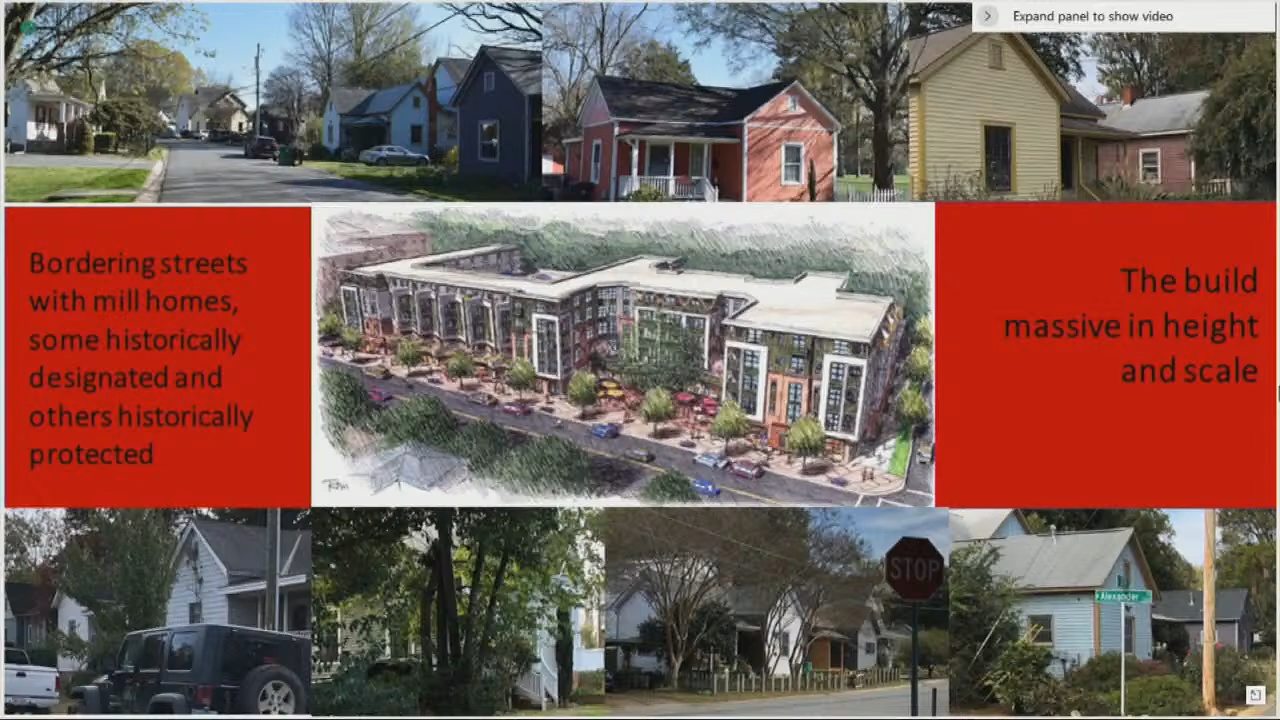 Expand panel to show video
Bordering streets
with mill homes,
some historically
designated and
others historically
protected
The build
massive in height
and scale
STOP
Alexander